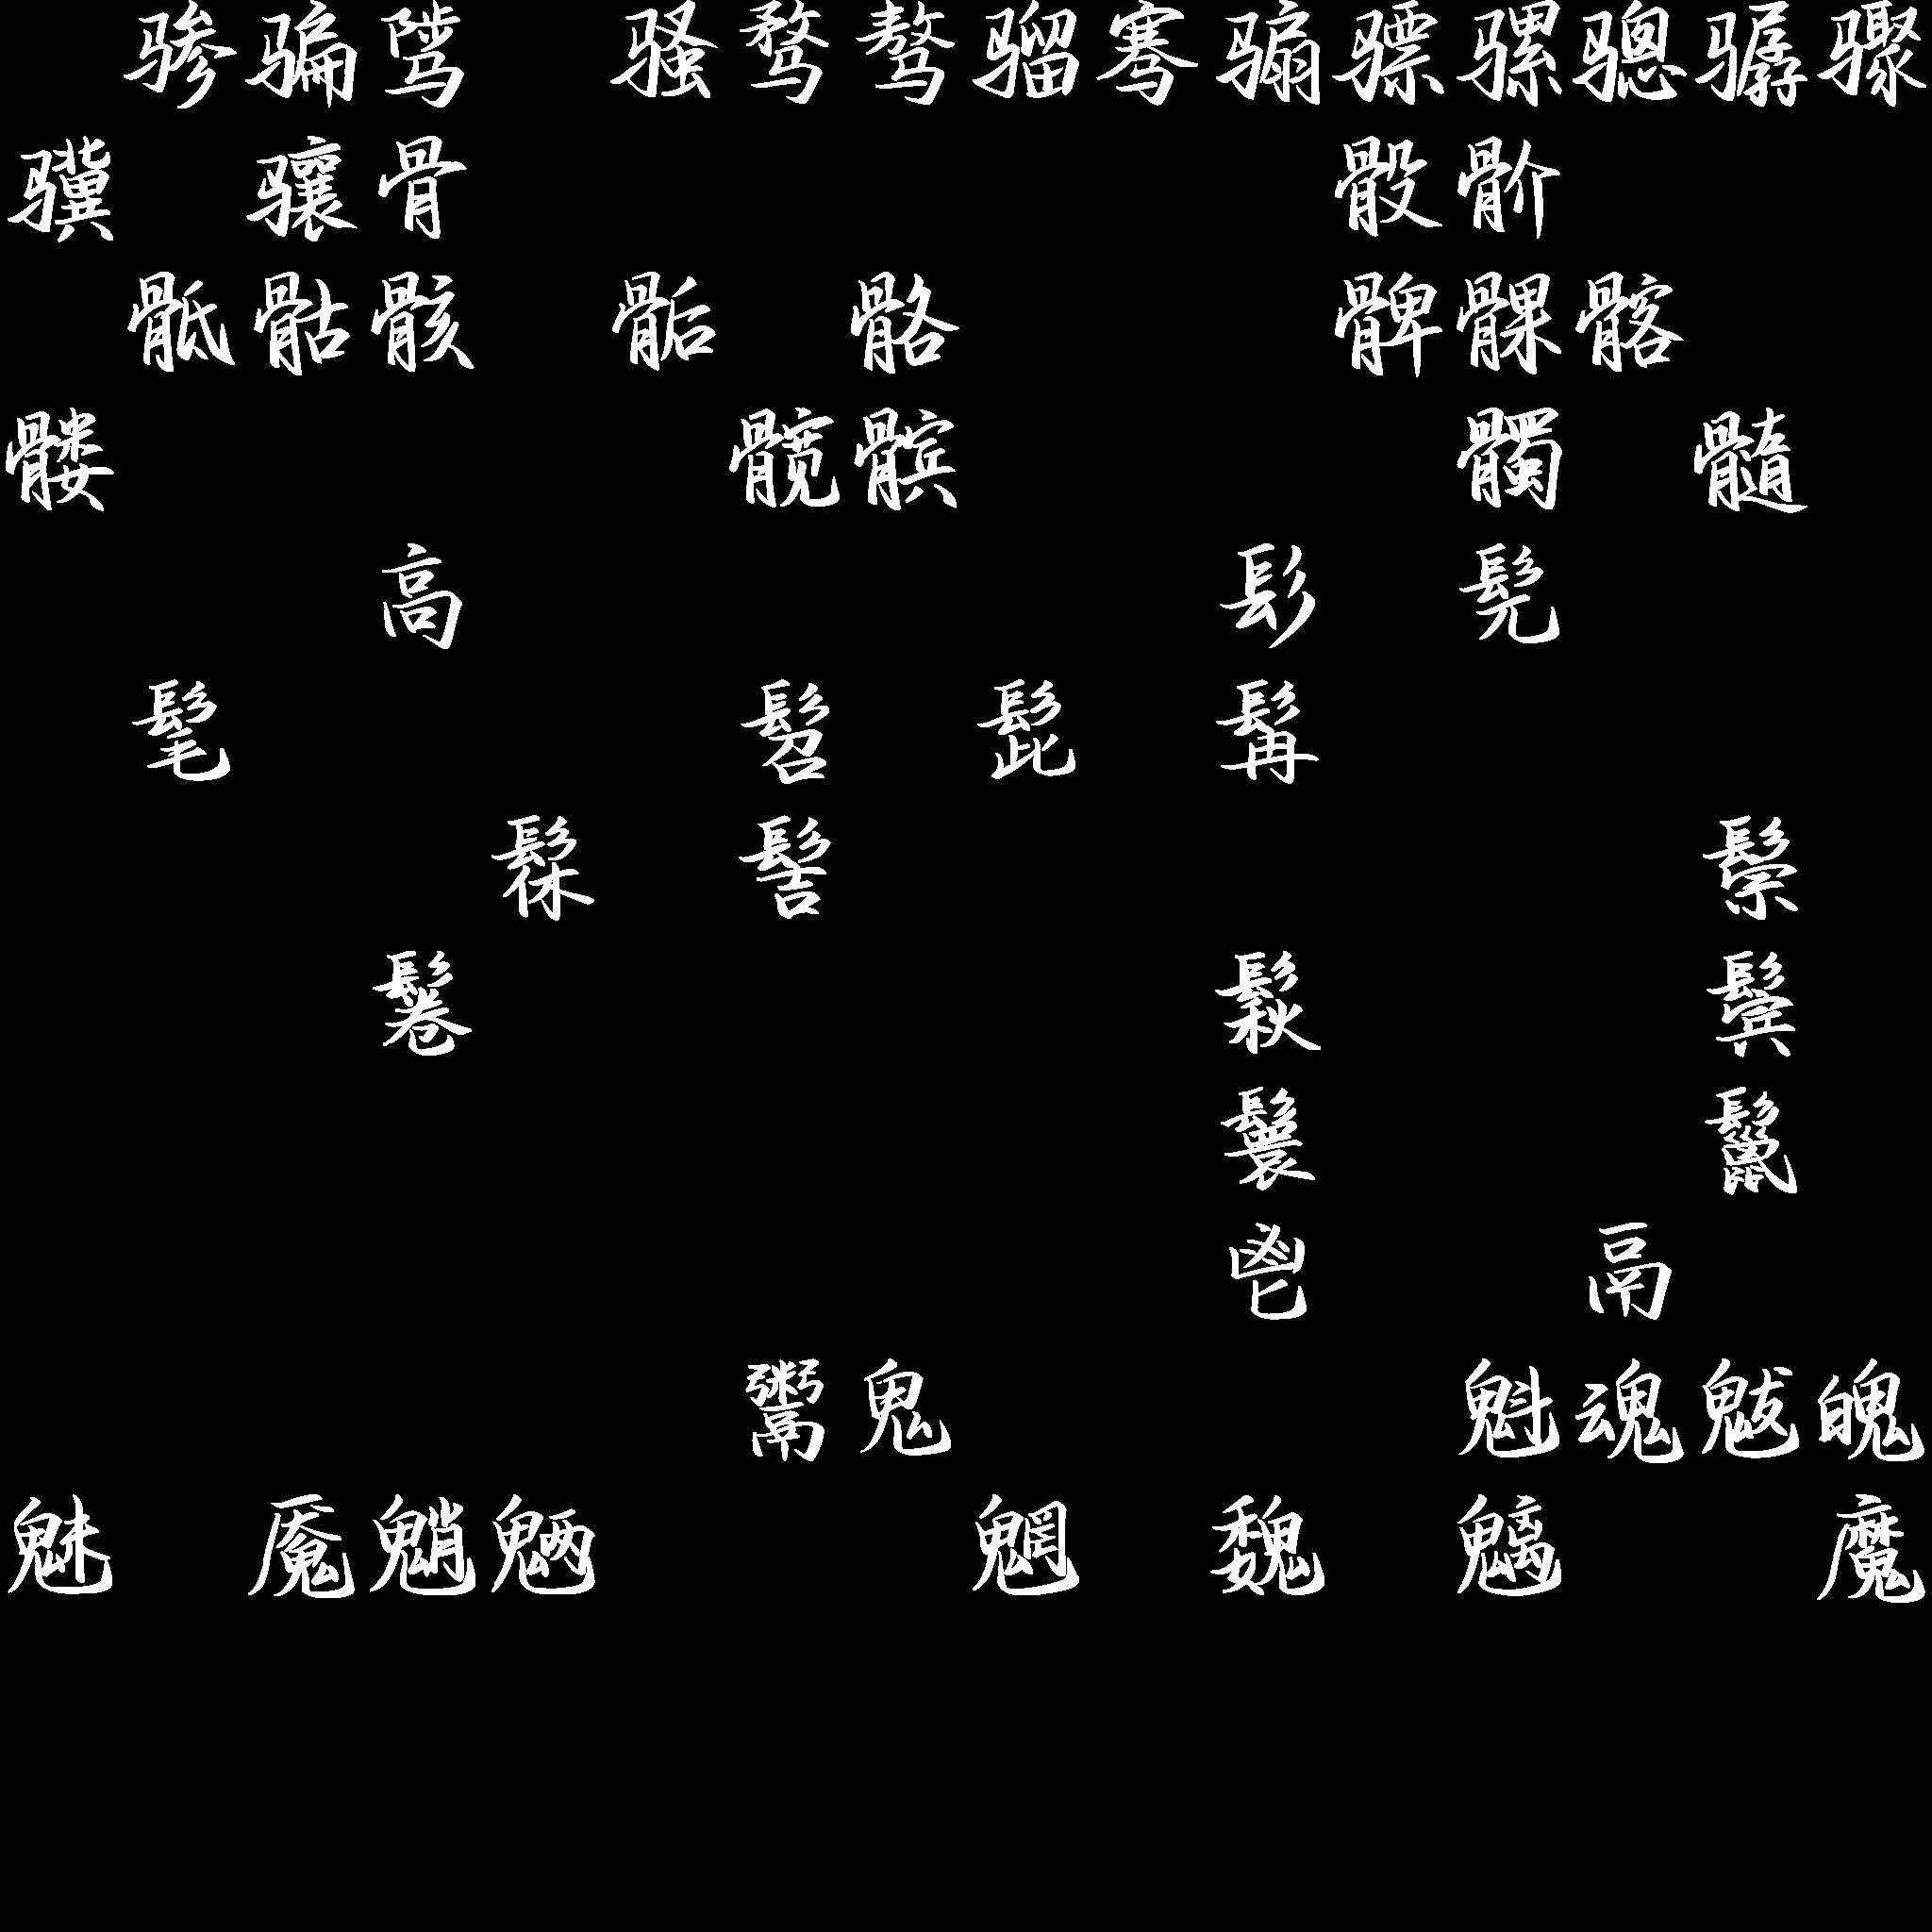 骖骗骘 骚骛骜骝骞骟骠骡骢骣骤
骥 骧骨 骰骱
骶骷骸 骺 骼 髀髁髂
髅 髋髌 髑 髓
高 髟 髡
髦 髫 髭 髯
髹 髻 鬃
鬈 鬏 鬓
鬟 鬣
鬯 鬲
鬻鬼 魁魂魃魄
魅 魇魈魉 魍 魏 魑 魔